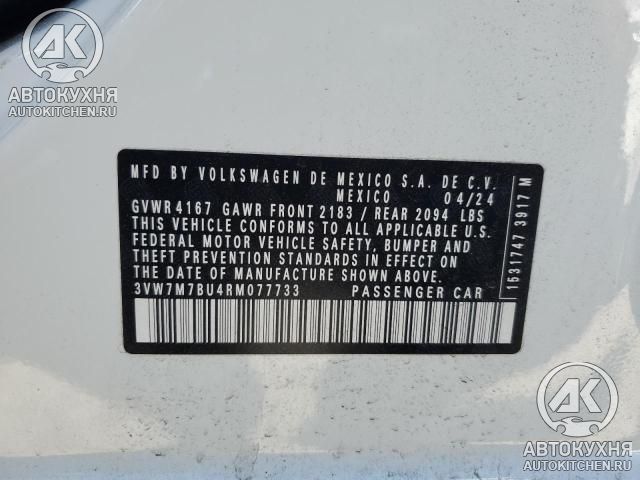 AK
АВТОКУХНЯ
AUTOKITCHEN.RU
MFD BY VOLKSWAGEN DE MEXICO S.A. DE C.V.
MEXICO 04/24
GVWR 4167 GAWR FRONT 2183 / REAR 2094 LBS
THIS VEHICLE CONFORMS TO ALL APPLICABLE U.S.
FEDERAL MOTOR VEHICLE SAFETY, BUMPER AND
THEFT PREVENTION STANDARDS IN EFFECT ON
THE DATE OF MANUFACTURE SHOWN ABOVE.
3VW7M7BU4RM077733 PASSENGER CAR
1531747 3917 M
AK
АВТОКУХНЯ
AUTOKITCHEN.RU